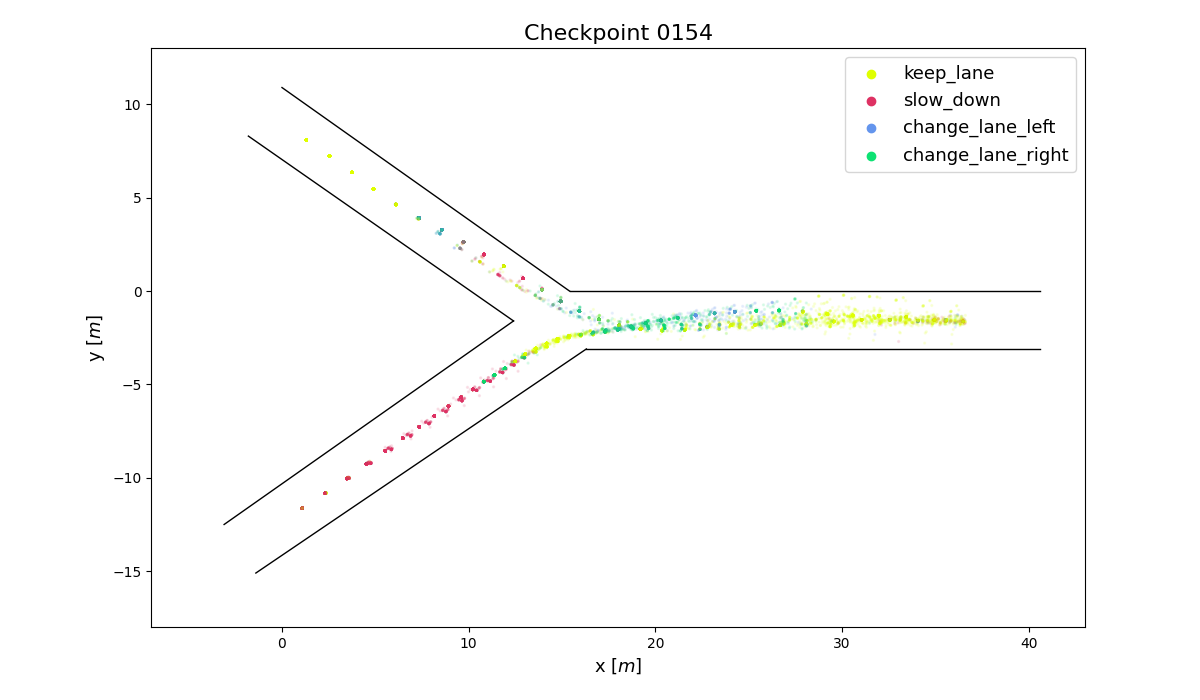 Checkpoint 0154
keep_lane
slow_down
change_lane_left
change_lane_right
10
5
0
−5
−10
−15
y [m]
0
10
20
30
40
x [m]